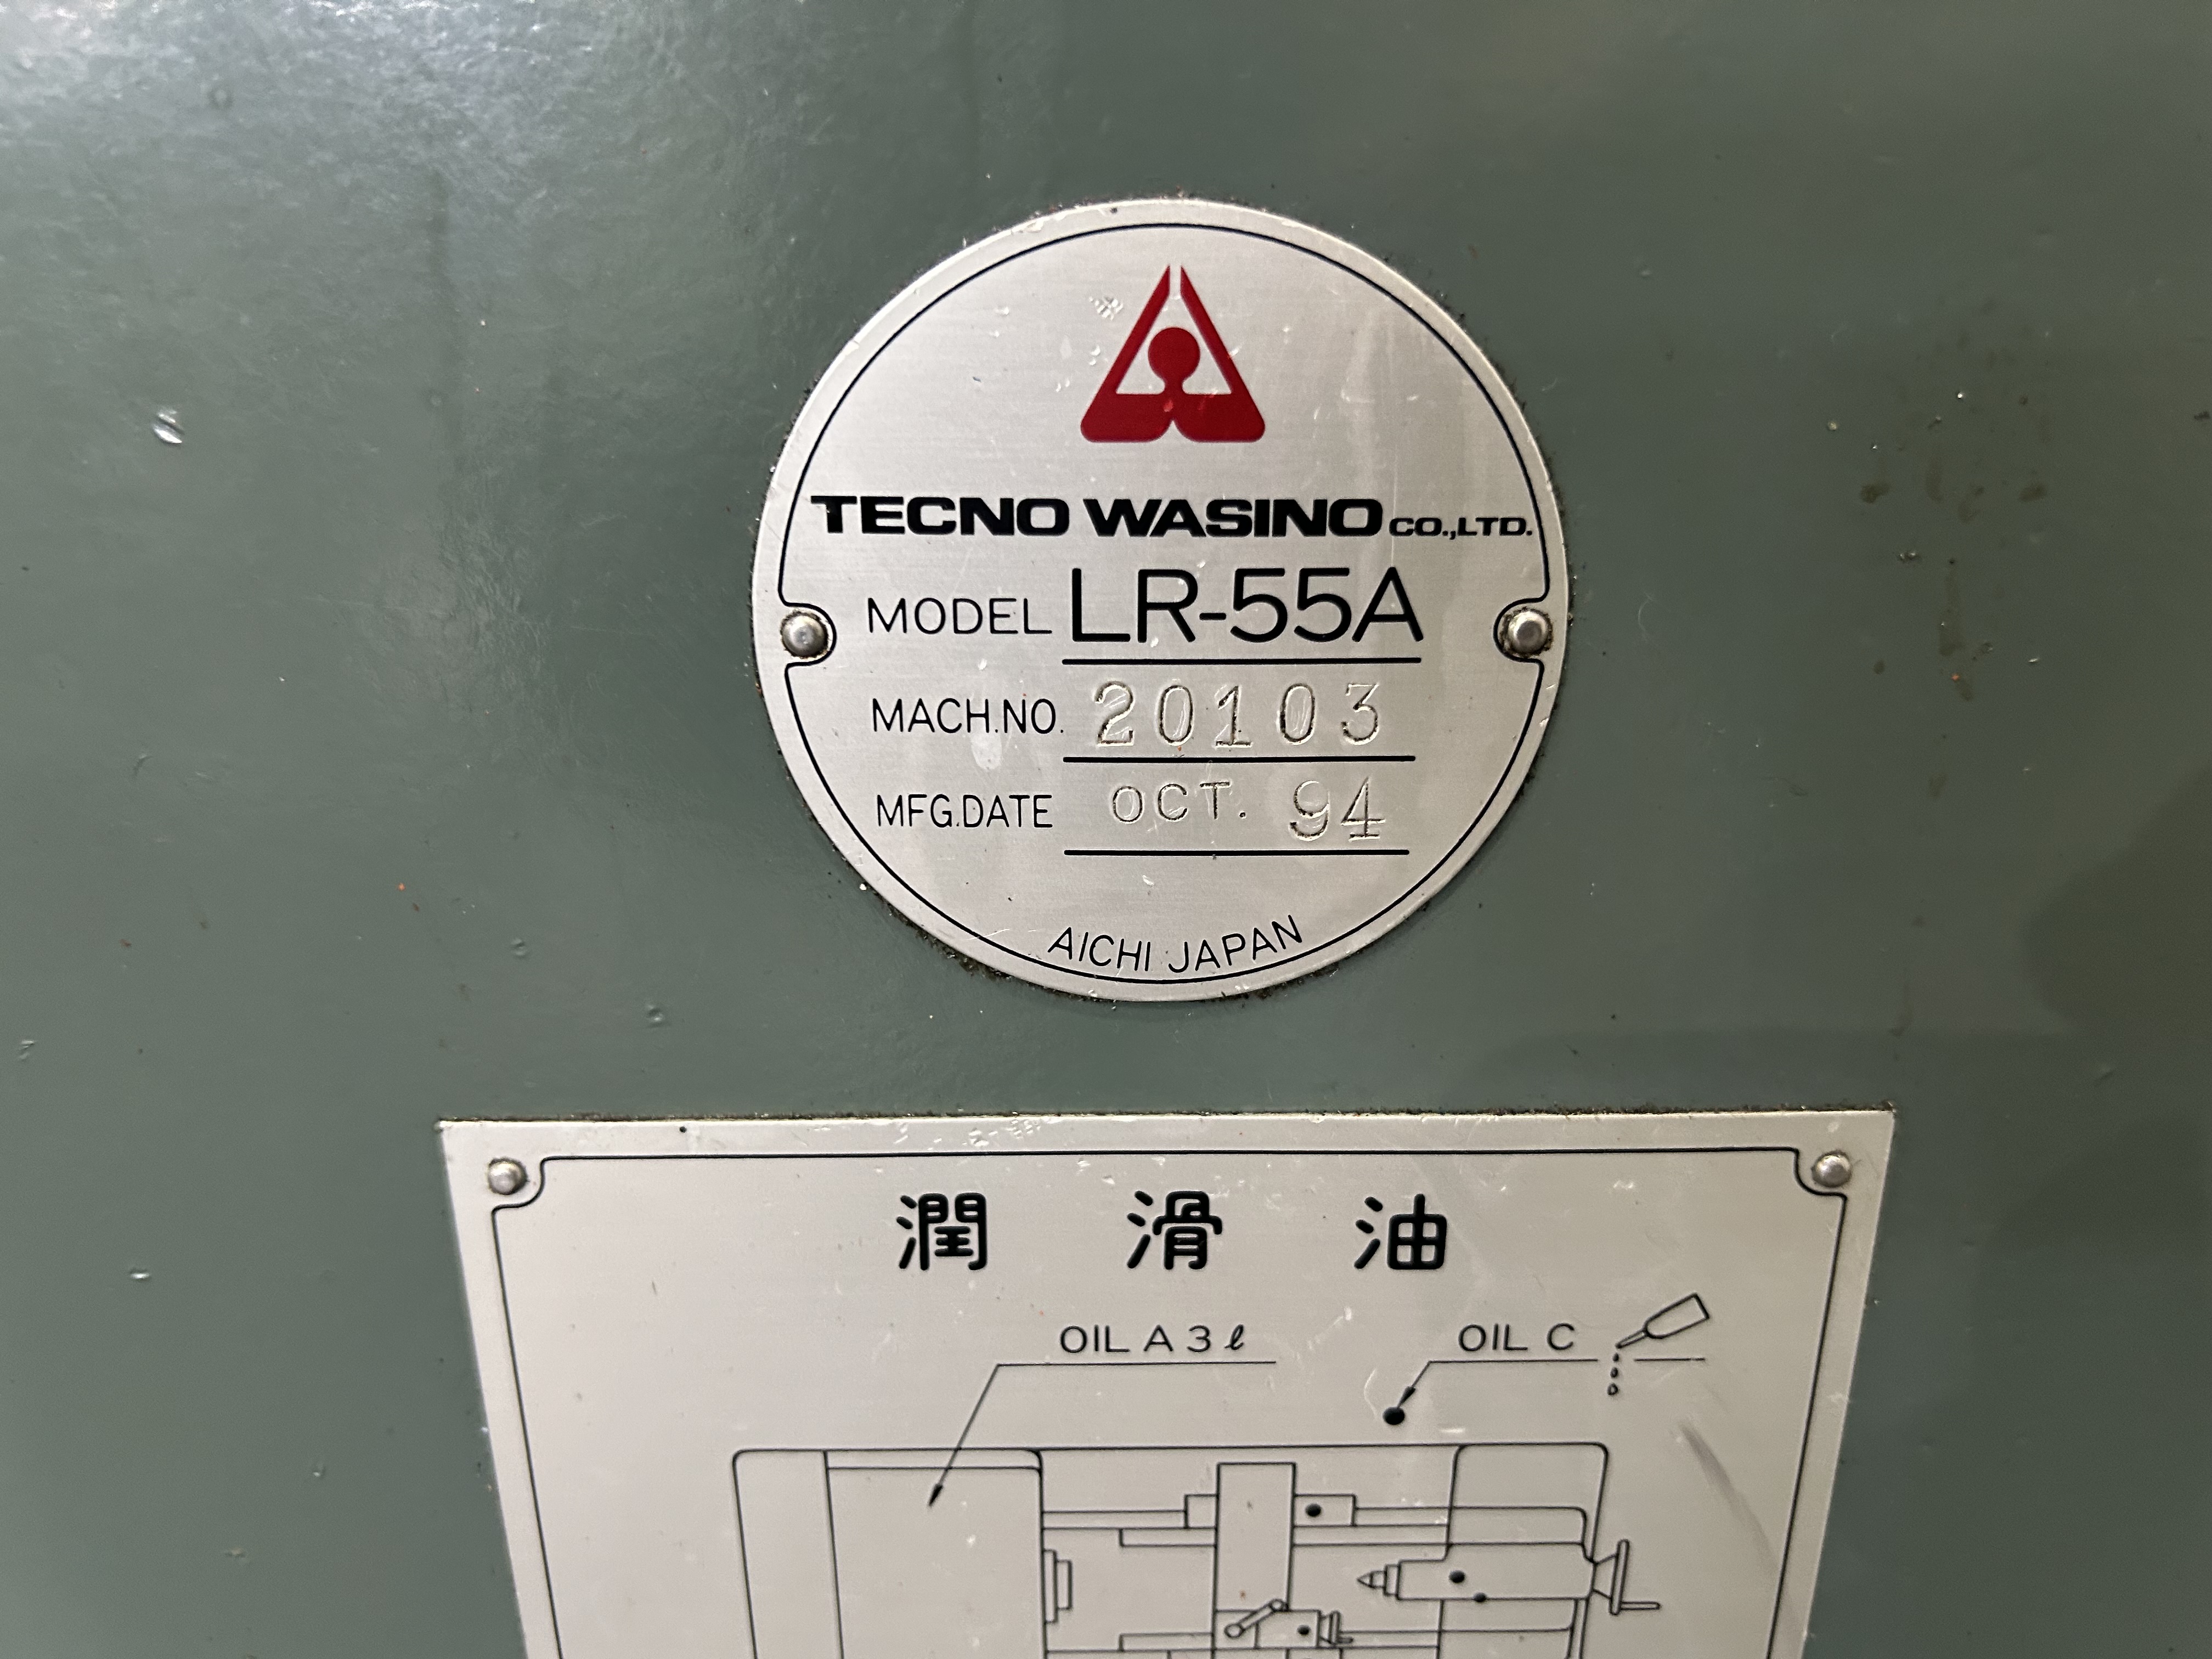 TECNO WASINO CO.,LTD.
MODEL LR-55A
MACH.NO. 20103
MFG.DATE OCT. 94
AICHI JAPAN
潤滑油
OIL A 3ℓ
OIL C